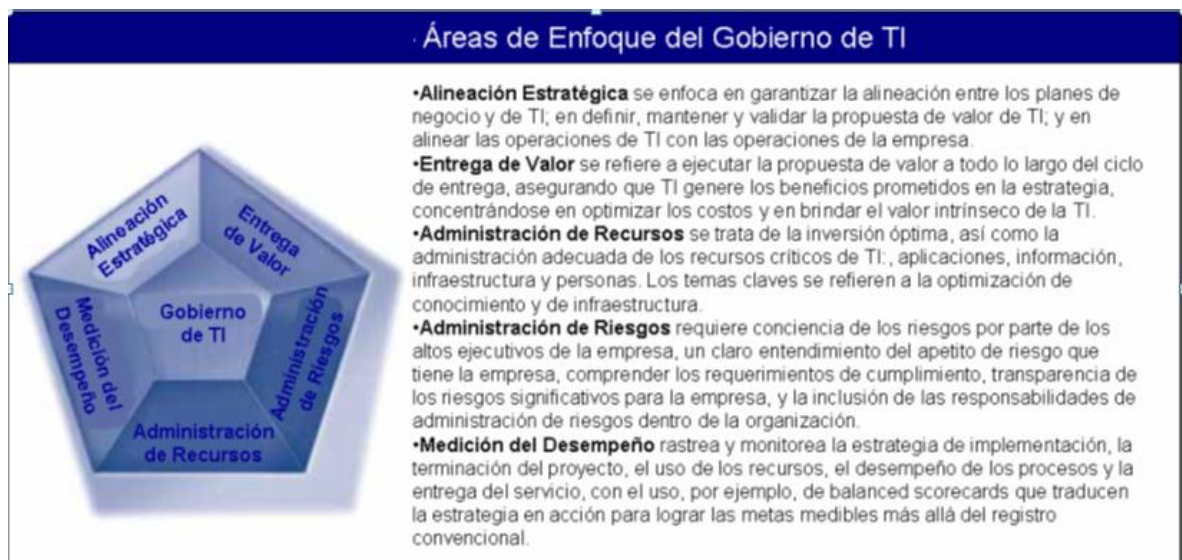 · Áreas de Enfoque del Gobierno de TI
Alineación
Estratégica
Entrega
de Valor
Gobierno
de TI
Medición del
Desempeño
Administración
de Riesgos
Administración
de Recursos
•Alineación Estratégica se enfoca en garantizar la alineación entre los planes de
negocio y de TI; en definir, mantener y validar la propuesta de valor de TI; y en
alinear las operaciones de TI con las operaciones de la empresa.
•Entrega de Valor se refiere a ejecutar la propuesta de valor a todo lo largo del ciclo
de entrega, asegurando que TI genere los beneficios prometidos en la estrategia,
concentrándose en optimizar los costos y en brindar el valor intrínseco de la TI.
•Administración de Recursos se trata de la inversión óptima, así como la
administración adecuada de los recursos críticos de TI:, aplicaciones, información,
infraestructura y personas. Los temas claves se refieren a la optimización de
conocimiento y de infraestructura.
•Administración de Riesgos requiere conciencia de los riesgos por parte de los
altos ejecutivos de la empresa, un claro entendimiento del apetito de riesgo que
tiene la empresa, comprender los requerimientos de cumplimiento, transparencia de
los riesgos significativos para la empresa, y la inclusión de las responsabilidades de
administración de riesgos dentro de la organización.
•Medición del Desempeño rastrea y monitorea la estrategia de implementación, la
terminación del proyecto, el uso de los recursos, el desempeño de los procesos y la
entrega del servicio, con el uso, por ejemplo, de balanced scorecards que traducen
la estrategia en acción para lograr las metas medibles más allá del registro
convencional.